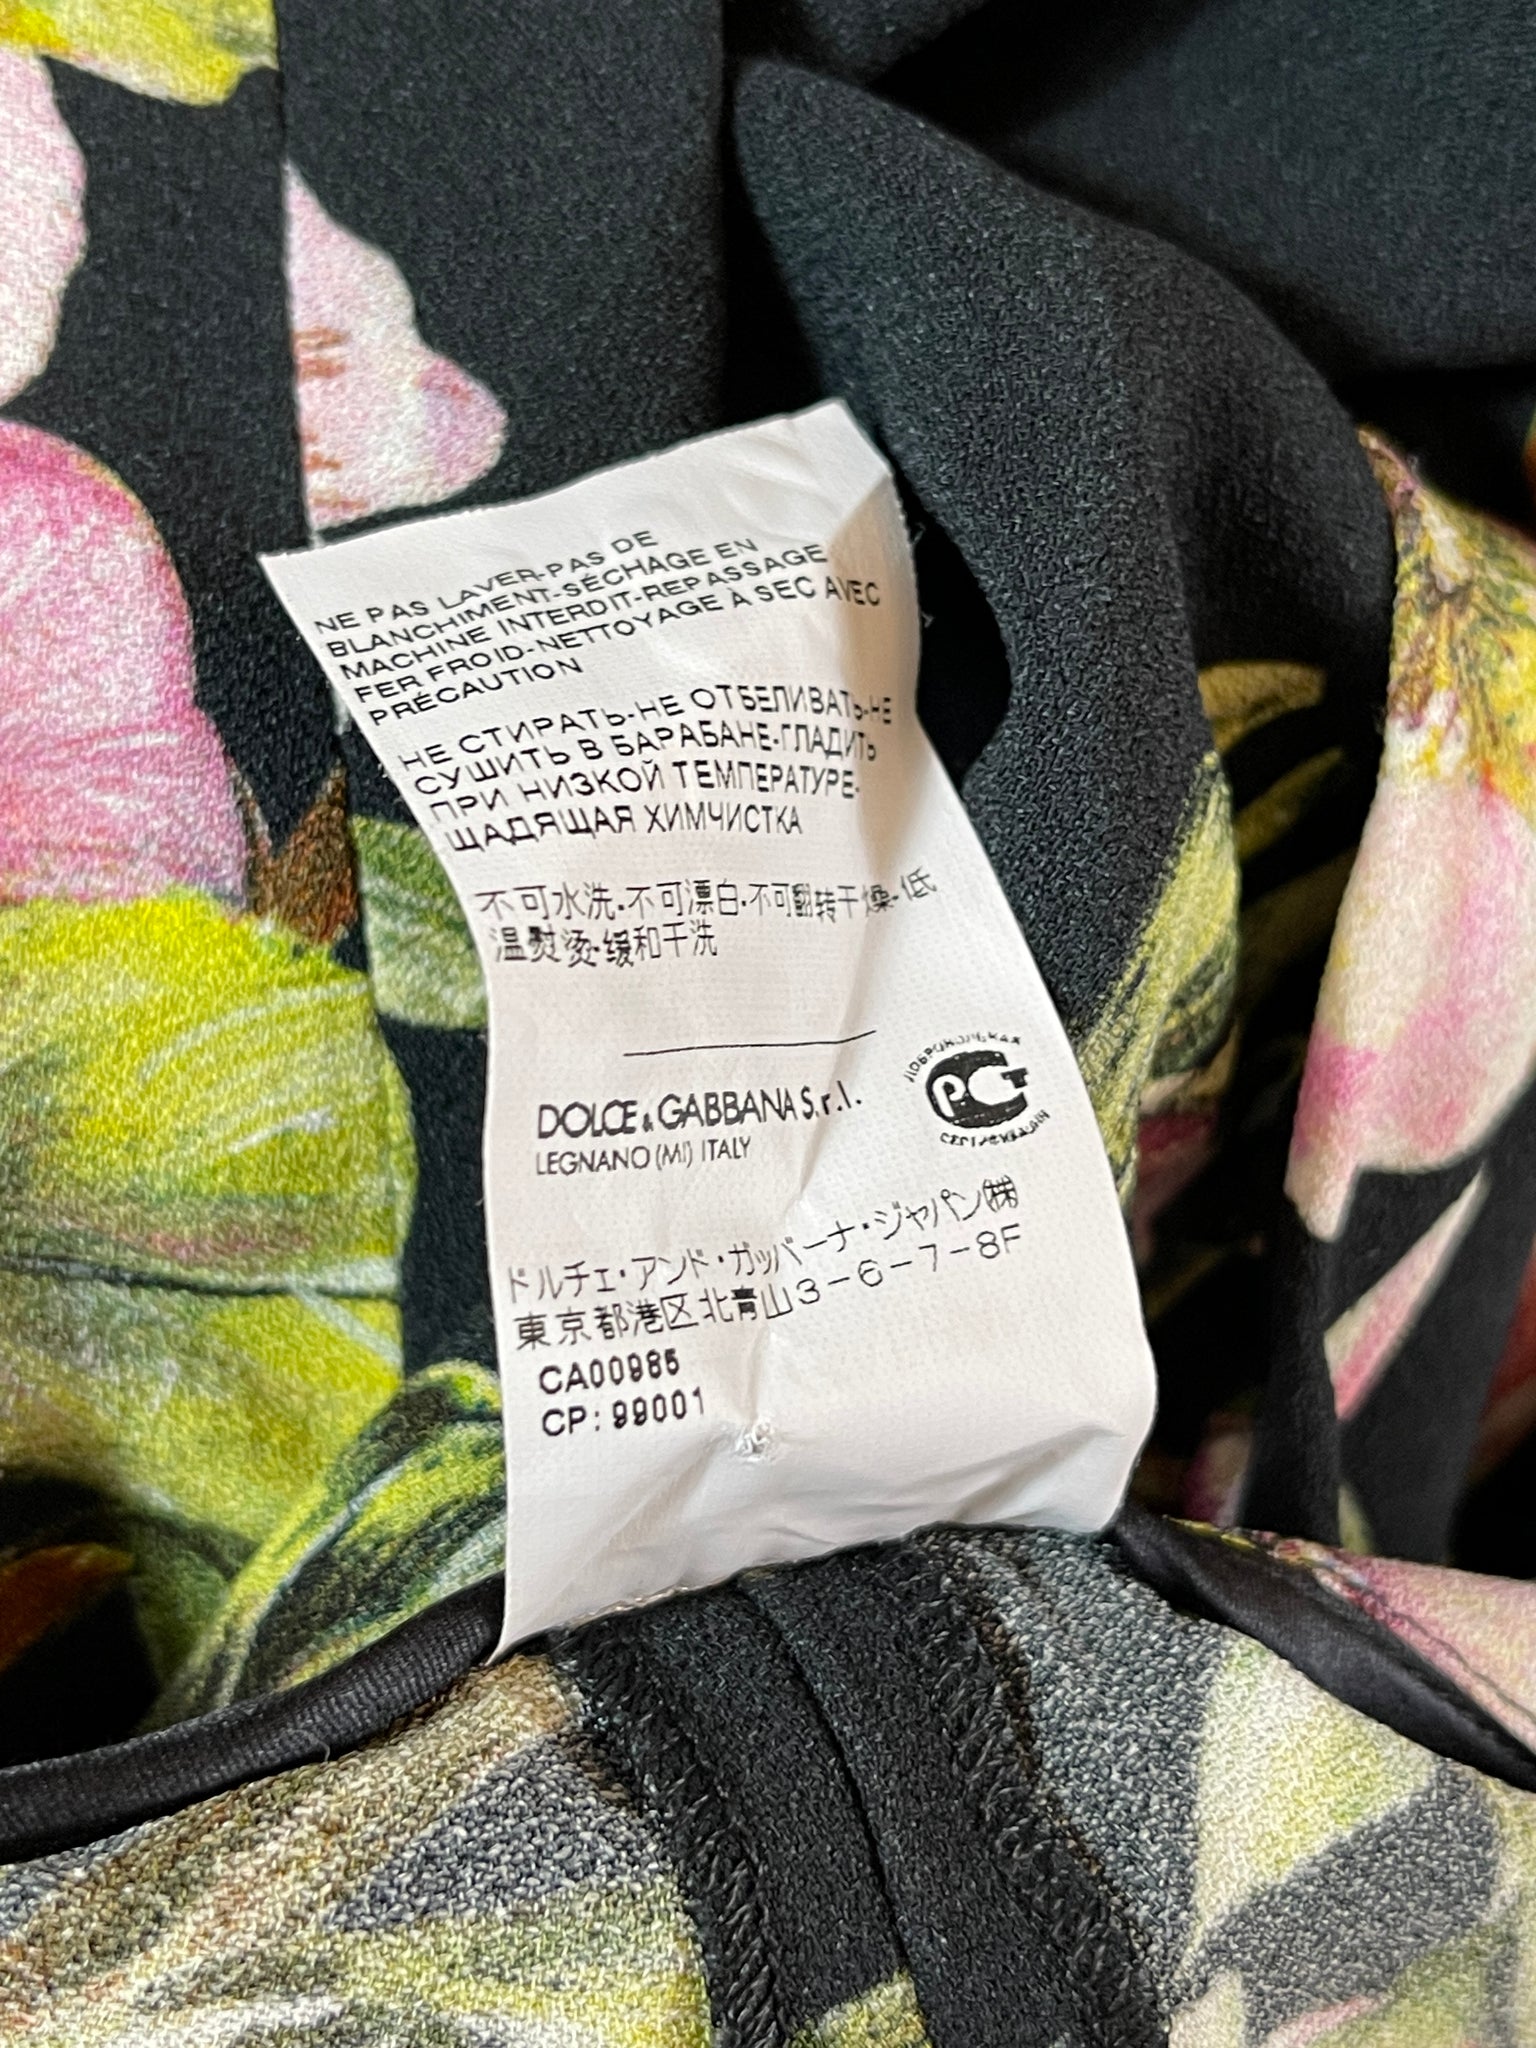 NE PAS LAVER-PAS DE
BLANCHIMENT-SÉCHAGE EN
MACHINE INTERDIT-REPASSAGE
FER FROID-NETTOYAGE À SEC AVEC
PRÉCAUTION
НЕ СТИРАТЬ-НЕ ОТБЕЛИВАТЬ-НЕ
СУШИТЬ В БАРАБАНЕ-ГЛАДИТЬ
ПРИ НИЗКОЙ ТЕМПЕРАТУРЕ-
ЩАДЯЩАЯ ХИМЧИСТКА
不可水洗-不可漂白-不可翻转干燥-低
温熨烫-缓和干洗
DOLCE & GABBANA S.r.l.
LEGNANO (MI) ITALY
ДОБРОВОЛЬНАЯ
РСТ
СЕРТИФИКАЦИЯ
ドルチェ・アンド・ガッバーナ・ジャパン㈱
東京都港区北青山3-6-7-8F
CA00985
CP: 99001